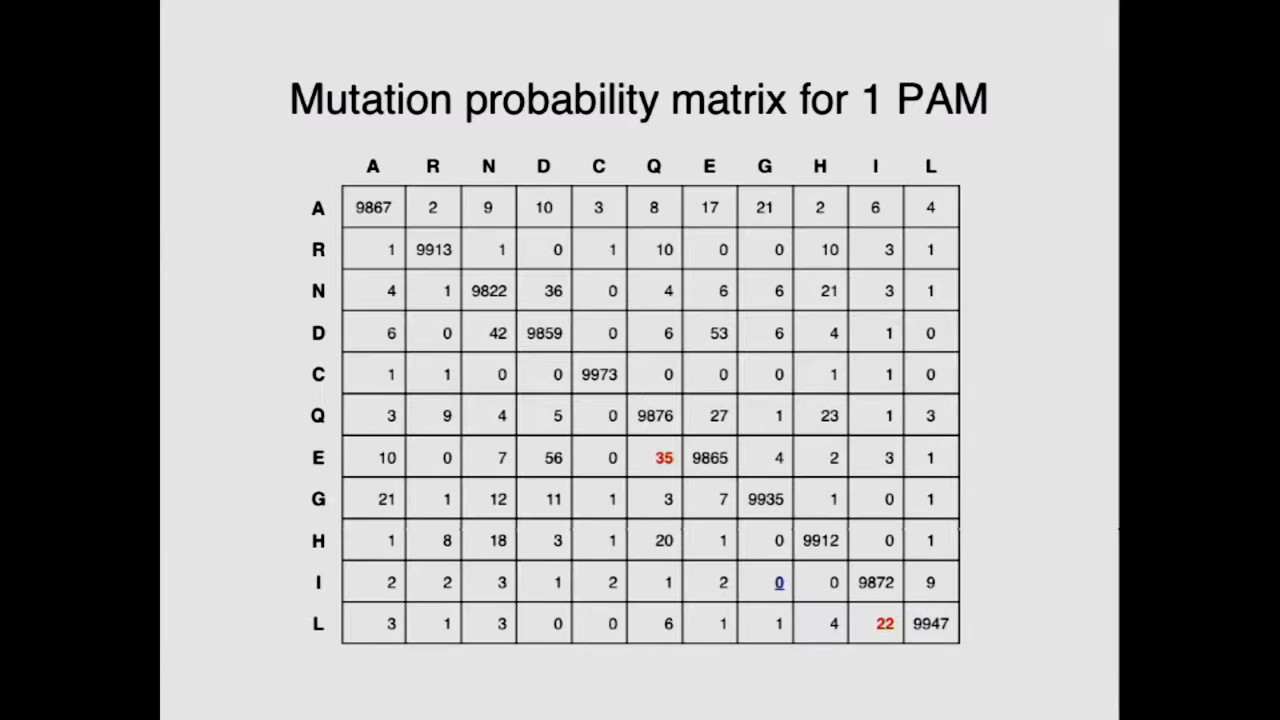 Mutation probability matrix for 1 PAM
A R N D C Q E G H I L
A 9867 2 9 10 3 8 17 21 2 6 4
R 1 9913 1 0 1 10 0 0 10 3 1
N 4 1 9822 36 0 4 6 6 21 3 1
D 6 0 42 9859 0 6 53 6 4 1 0
C 1 1 0 0 9973 0 0 0 1 1 0
Q 3 9 4 5 0 9876 27 1 23 1 3
E 10 0 7 56 0 35 9865 4 2 3 1
G 21 1 12 11 1 3 7 9935 1 0 1
H 1 8 18 3 1 20 1 0 9912 0 1
I 2 2 3 1 2 1 2 0 0 9872 9
L 3 1 3 0 0 6 1 1 4 22 9947